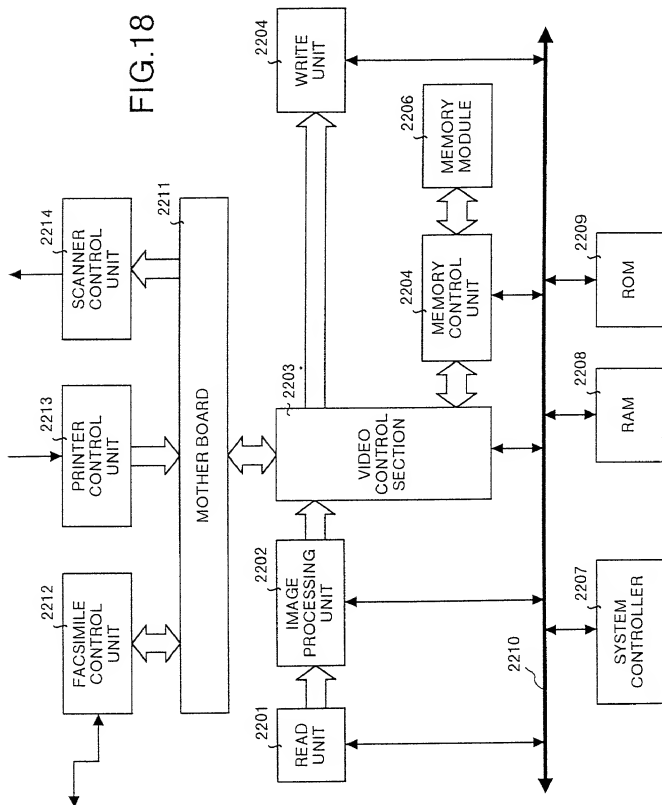 FIG.18
2212
FACSIMILE
CONTROL
UNIT
2213
PRINTER
CONTROL
UNIT
2214
SCANNER
CONTROL
UNIT
2211
MOTHER BOARD
2201
READ
UNIT
2202
IMAGE
PROCESSING
UNIT
2203
VIDEO
CONTROL
SECTION
2204
WRITE
UNIT
2204
MEMORY
CONTROL
UNIT
2206
MEMORY
MODULE
2210
2207
SYSTEM
CONTROLLER
2208
RAM
2209
ROM